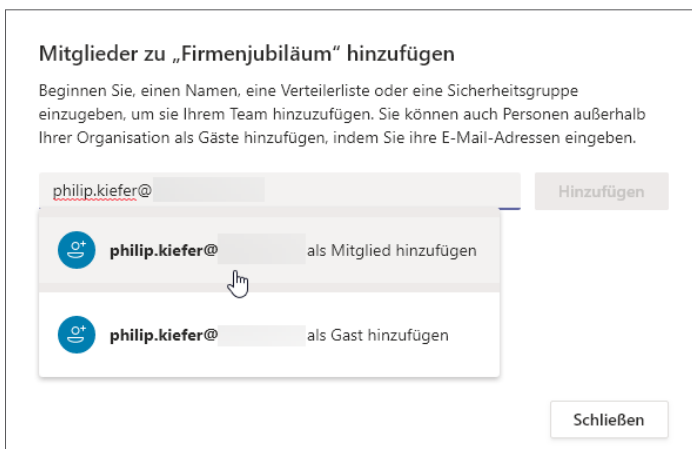 Mitglieder zu „Firmenjubiläum“ hinzufügen
Beginnen Sie, einen Namen, eine Verteilerliste oder eine Sicherheitsgruppe
einzugeben, um sie Ihrem Team hinzuzufügen. Sie können auch Personen außerhalb
Ihrer Organisation als Gäste hinzufügen, indem Sie ihre E-Mail-Adressen eingeben.
philip.kiefer@ Hinzufügen
philip.kiefer@ als Mitglied hinzufügen
philip.kiefer@ als Gast hinzufügen
Schließen